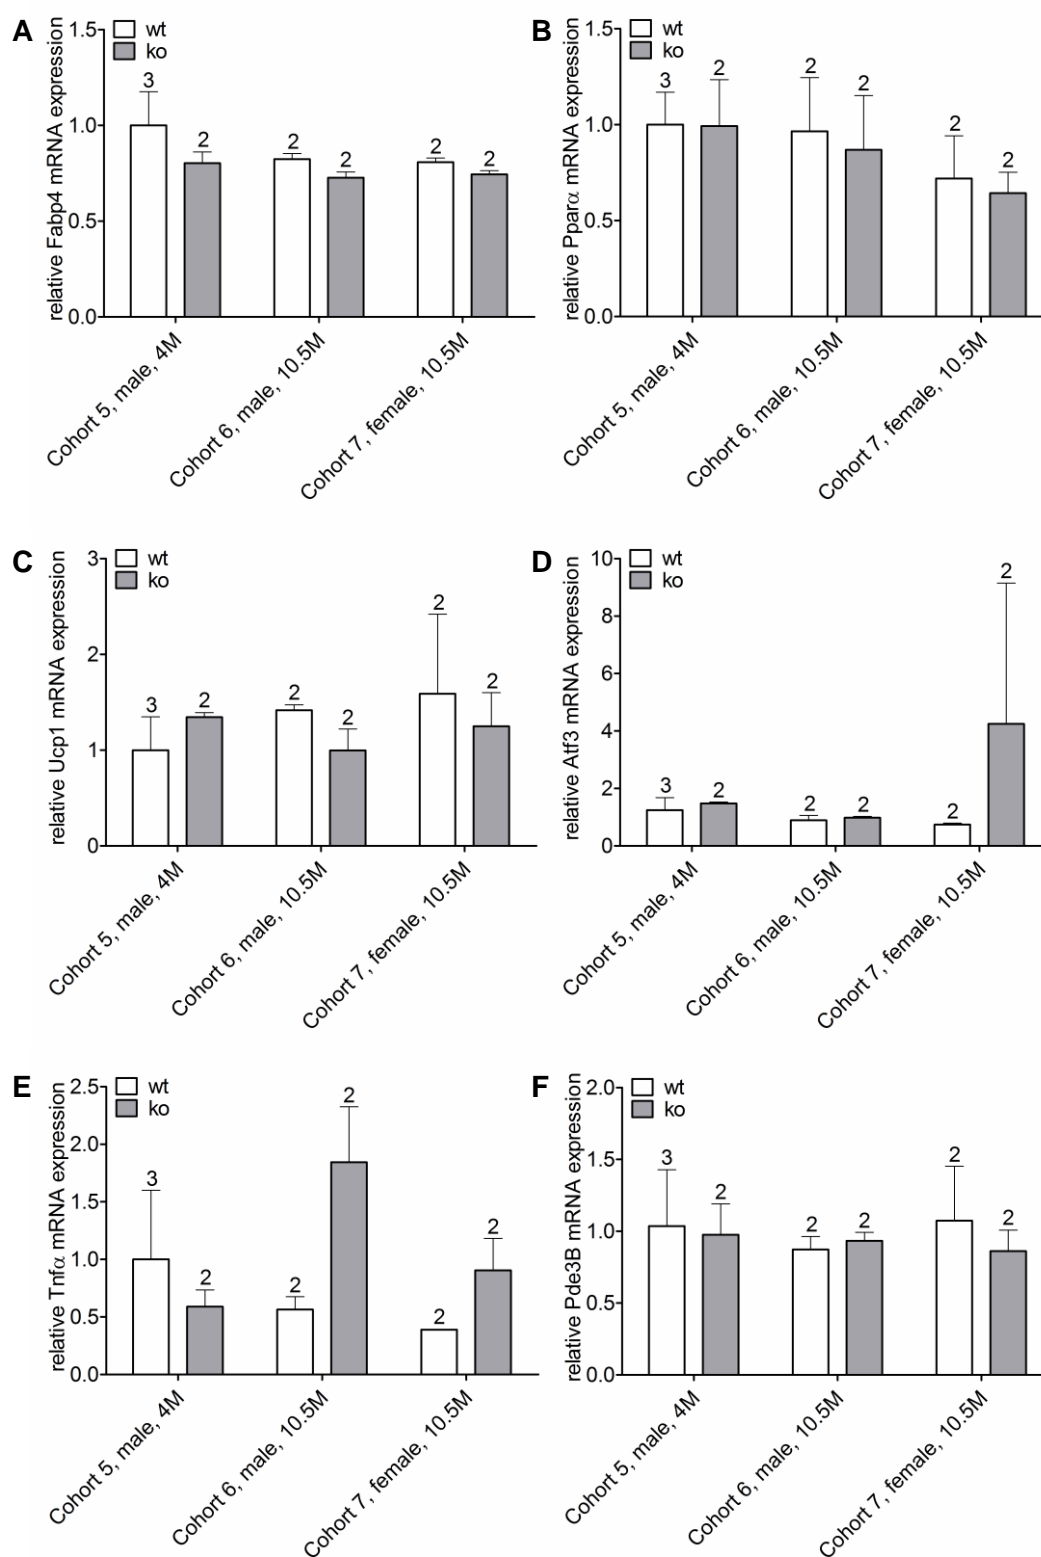 A
relative Fabp4 mRNA expression
wt
ko
1.5
1.0
0.5
0.0
3
2
2
2
2
2
Cohort 5, male, 4M
Cohort 6, male, 10.5M
Cohort 7, female, 10.5M
B
relative Pparα mRNA expression
wt
ko
1.5
1.0
0.5
0.0
3
2
2
2
2
2
Cohort 5, male, 4M
Cohort 6, male, 10.5M
Cohort 7, female, 10.5M
C
relative Ucp1 mRNA expression
wt
ko
3
2
1
0
3
2
2
2
2
2
Cohort 5, male, 4M
Cohort 6, male, 10.5M
Cohort 7, female, 10.5M
D
relative Atf3 mRNA expression
wt
ko
10
8
6
4
2
0
3
2
2
2
2
2
Cohort 5, male, 4M
Cohort 6, male, 10.5M
Cohort 7, female, 10.5M
E
relative Tnfα mRNA expression
wt
ko
2.5
2.0
1.5
1.0
0.5
0.0
3
2
2
2
2
2
Cohort 5, male, 4M
Cohort 6, male, 10.5M
Cohort 7, female, 10.5M
F
relative Pde3B mRNA expression
wt
ko
2.0
1.5
1.0
0.5
0.0
3
2
2
2
2
2
Cohort 5, male, 4M
Cohort 6, male, 10.5M
Cohort 7, female, 10.5M